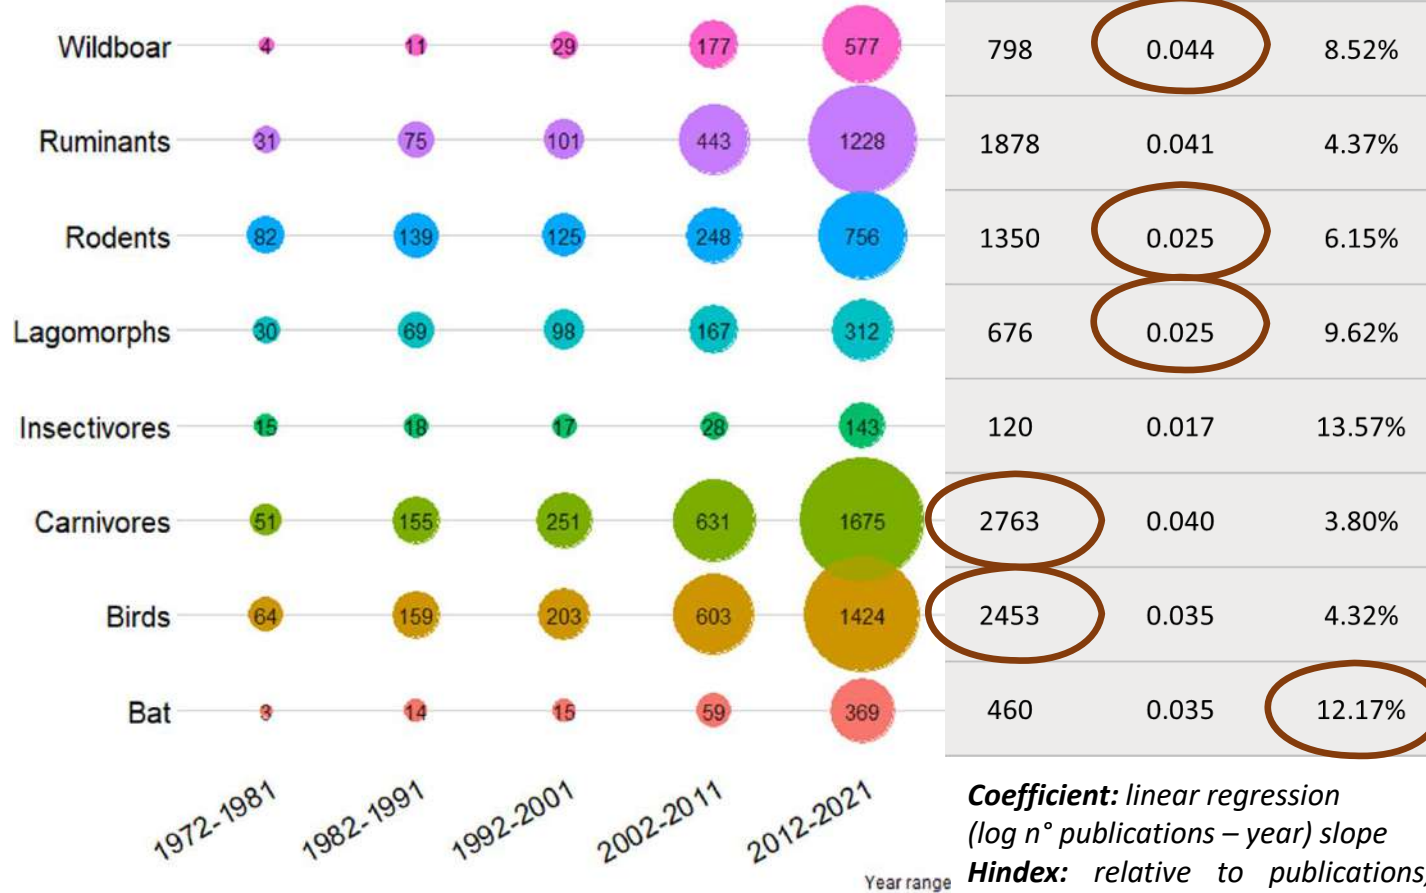 Wildboar 4 11 29 177 577 798 0.044 8.52%
Ruminants 31 75 101 443 1228 1878 0.041 4.37%
Rodents 82 139 125 248 756 1350 0.025 6.15%
Lagomorphs 30 69 98 167 312 676 0.025 9.62%
Insectivores 15 18 17 28 143 120 0.017 13.57%
Carnivores 51 155 251 631 1675 2763 0.040 3.80%
Birds 64 159 203 603 1424 2453 0.035 4.32%
Bat 3 14 15 59 369 460 0.035 12.17%
1972-1981 1982-1991 1992-2001 2002-2011 2012-2021
Year range
Coefficient: linear regression
(log n° publications – year) slope
Hindex: relative to publications,